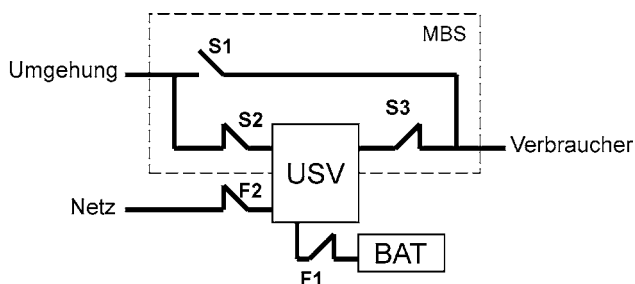 MBS
S1
Umgehung
S2
S3
Verbraucher
USV
F2
Netz
BAT
F1